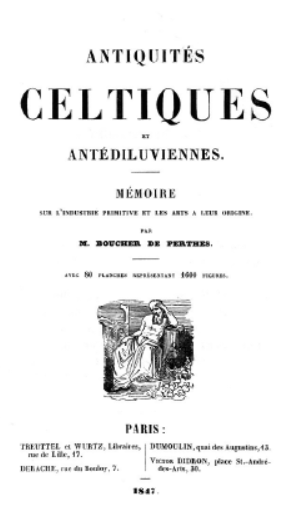 ANTIQUITÉS
CELTIQUES
ET
ANTÉDILUVIENNES.
MÉMOIRE
SUR L'INDUSTRIE PRIMITIVE ET LES ARTS A LEUR ORIGINE.
PAR
M. BOUCHER DE PERTHES.
AVEC 80 PLANCHES REPRÉSENTANT 1600 FIGURES.
PARIS:
TREUTTEL et WURTZ, Libraires,
rue de Lille, 17.
DERACHE, rue du Bouloy, 7.
DUMOULIN, quai des Augustins, 13.
VICTOR DIDRON, place St.-André-
des-Arts, 30.
1847.